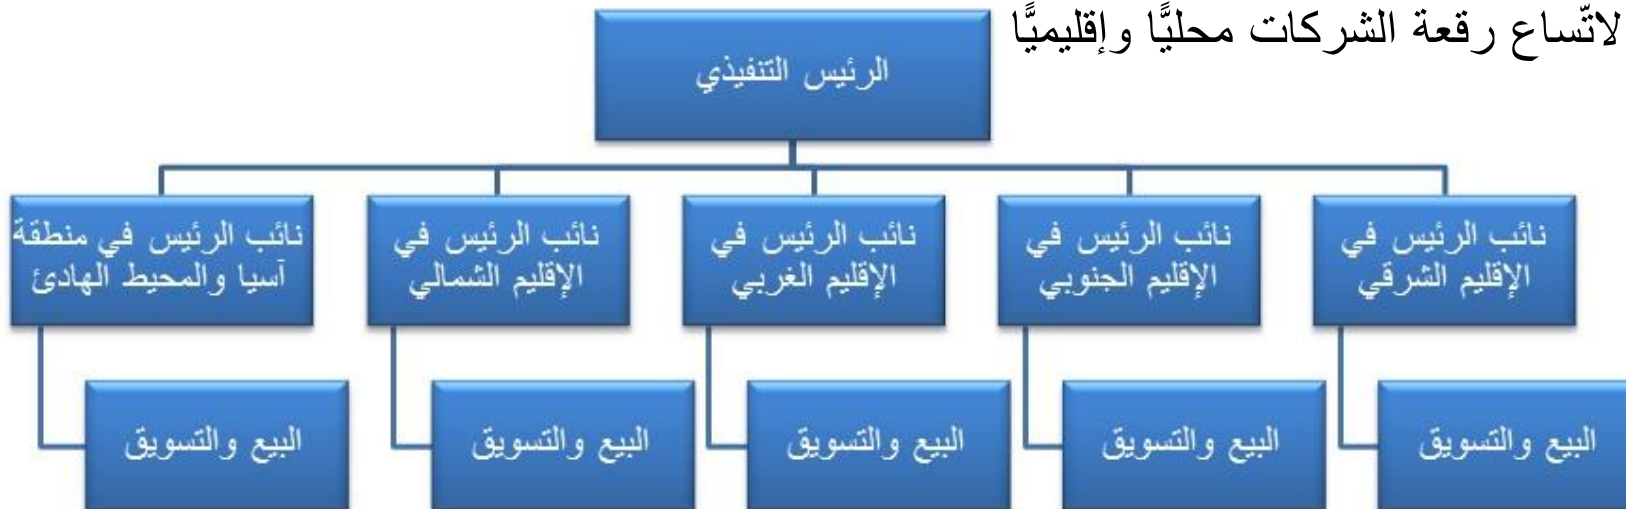 لاتّساع رقعة الشركات محليًّا وإقليميًّا
الرئيس التنفيذي
نائب الرئيس في
الإقليم الشرقي
نائب الرئيس في
الإقليم الجنوبي
نائب الرئيس في
الإقليم الغربي
نائب الرئيس في
الإقليم الشمالي
نائب الرئيس في منطقة
آسيا والمحيط الهادئ
البيع والتسويق
البيع والتسويق
البيع والتسويق
البيع والتسويق
البيع والتسويق